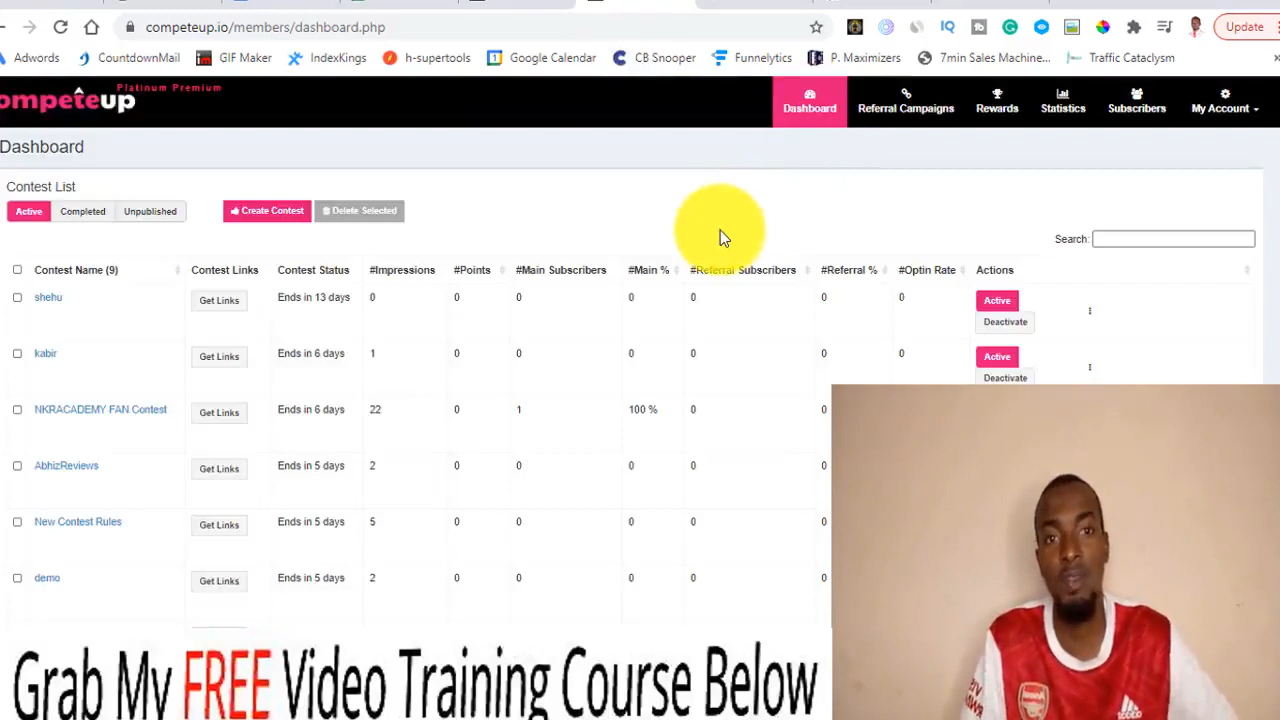 competeup.io/members/dashboard.php
Update
Adwords CountdownMail GIF Maker IndexKings h-supertools Google Calendar CB Snooper Funnelytics P. Maximizers 7min Sales Machine... Traffic Cataclysm
Platinum Premium
ompeteup
Dashboard Referral Campaigns Rewards Statistics Subscribers My Account
Dashboard
Contest List
Active Completed Unpublished Create Contest Delete Selected
Search:
Contest Name (9) Contest Links Contest Status #Impressions #Points #Main Subscribers #Main % #Referral Subscribers #Referral % #Optin Rate Actions
shehu Get Links Ends in 13 days 0 0 0 0 0 0 0 Active
Deactivate
kabir Get Links Ends in 6 days 1 0 0 0 0 0 0 Active
Deactivate
NKRACADEMY FAN Contest Get Links Ends in 6 days 22 0 1 100 % 0 0
AbhizReviews Get Links Ends in 5 days 2 0 0 0 0 0
New Contest Rules Get Links Ends in 5 days 5 0 0 0 0 0
demo Get Links Ends in 5 days 2 0 0 0 0 0
Grab My FREE Video Training Course Below
Arsenal
adidas